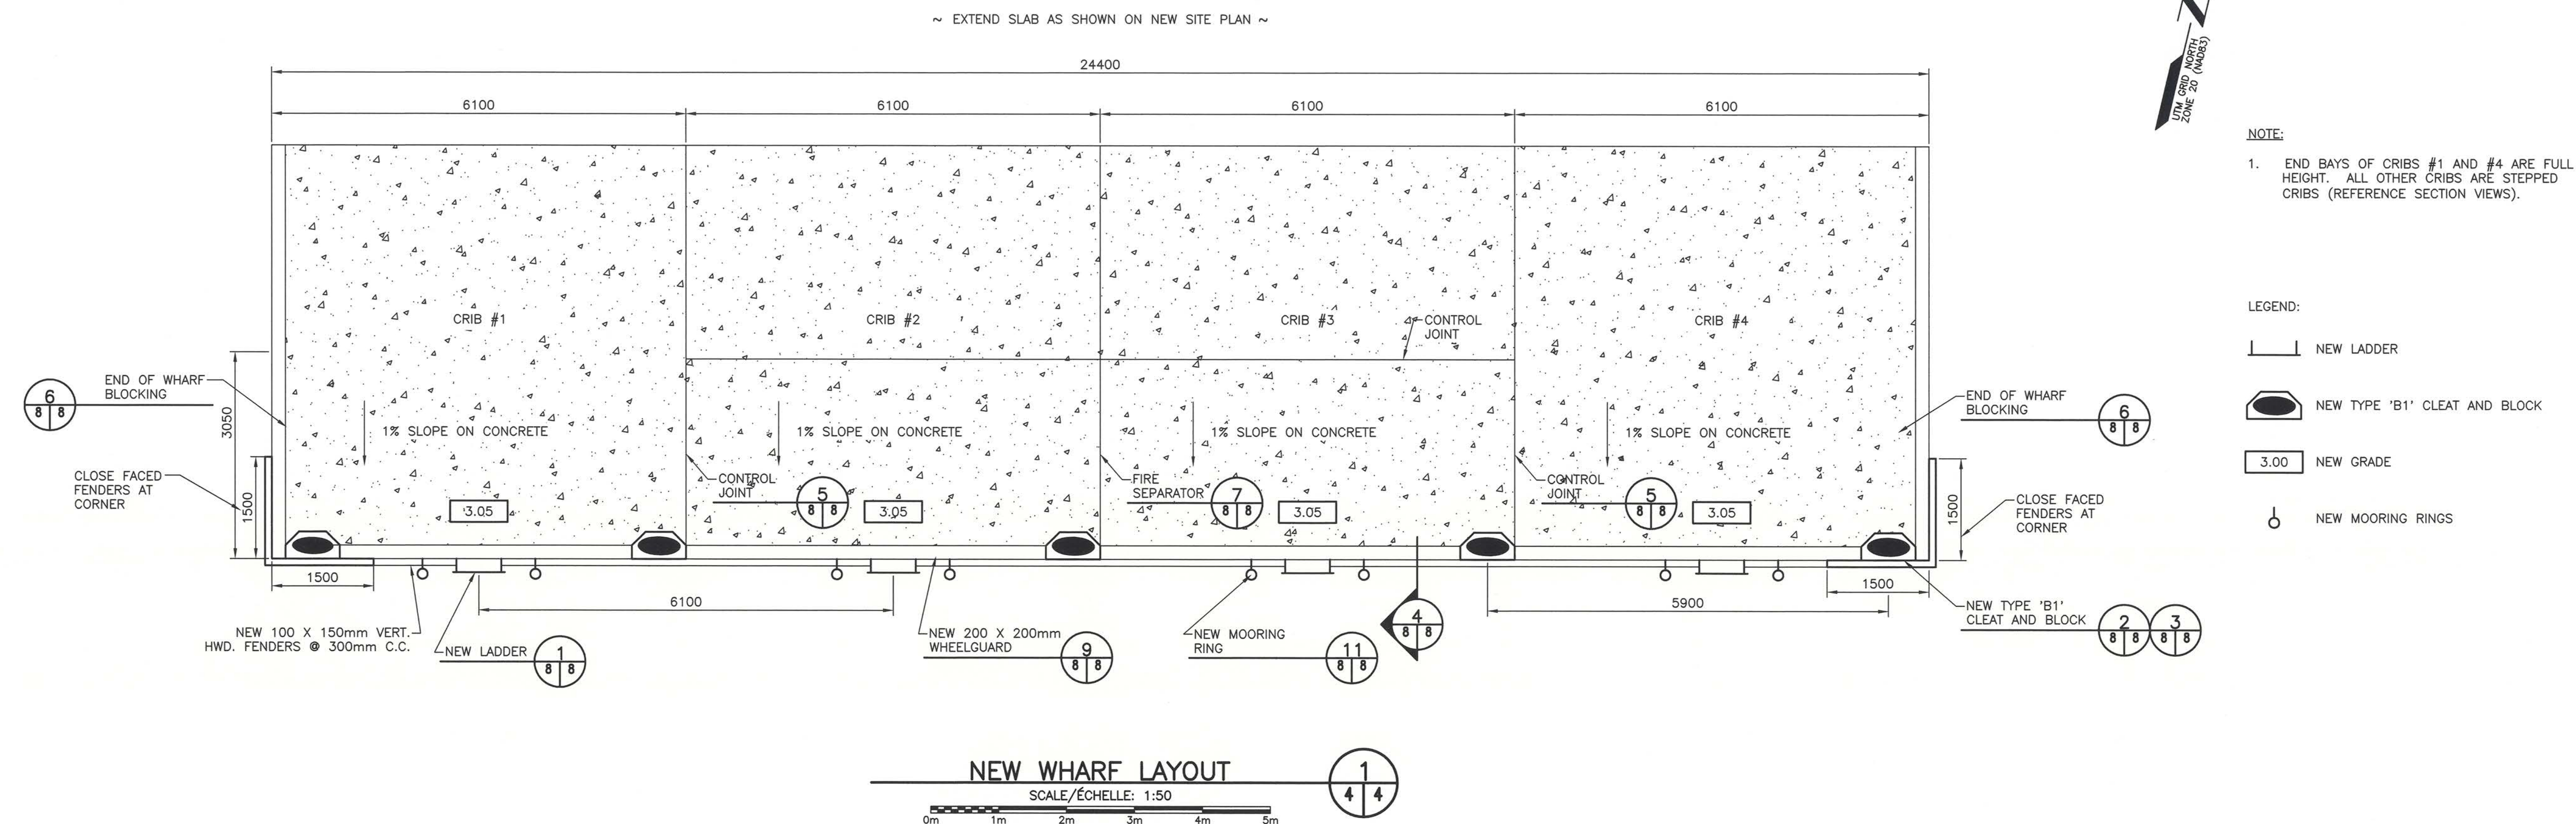 ~ EXTEND SLAB AS SHOWN ON NEW SITE PLAN ~
UTM GRID NORTH
ZONE 20 (NAD83)
24400
6100
6100
6100
6100
NOTE:
1. END BAYS OF CRIBS #1 AND #4 ARE FULL
HEIGHT. ALL OTHER CRIBS ARE STEPPED
CRIBS (REFERENCE SECTION VIEWS).
CRIB #1
CRIB #2
CRIB #3
CRIB #4
CONTROL
JOINT
LEGEND:
NEW LADDER
NEW TYPE 'B1' CLEAT AND BLOCK
3.00
NEW GRADE
NEW MOORING RINGS
6
8 8
END OF WHARF
BLOCKING
3050
1% SLOPE ON CONCRETE
1% SLOPE ON CONCRETE
1% SLOPE ON CONCRETE
1% SLOPE ON CONCRETE
END OF WHARF
BLOCKING
6
8 8
CLOSE FACED
FENDERS AT
CORNER
1500
3.05
CONTROL
JOINT
5
8 8
3.05
FIRE
SEPARATOR
7
8 8
3.05
CONTROL
JOINT
5
8 8
3.05
1500
CLOSE FACED
FENDERS AT
CORNER
1500
6100
5900
1500
NEW 100 X 150mm VERT.
HWD. FENDERS @ 300mm C.C.
NEW LADDER
1
8 8
NEW 200 X 200mm
WHEELGUARD
9
8 8
NEW MOORING
RING
11
8 8
4
8 8
NEW TYPE 'B1'
CLEAT AND BLOCK
2
8 8
3
8 8
NEW WHARF LAYOUT
SCALE/ÉCHELLE: 1:50
1
4 4
0m 1m 2m 3m 4m 5m